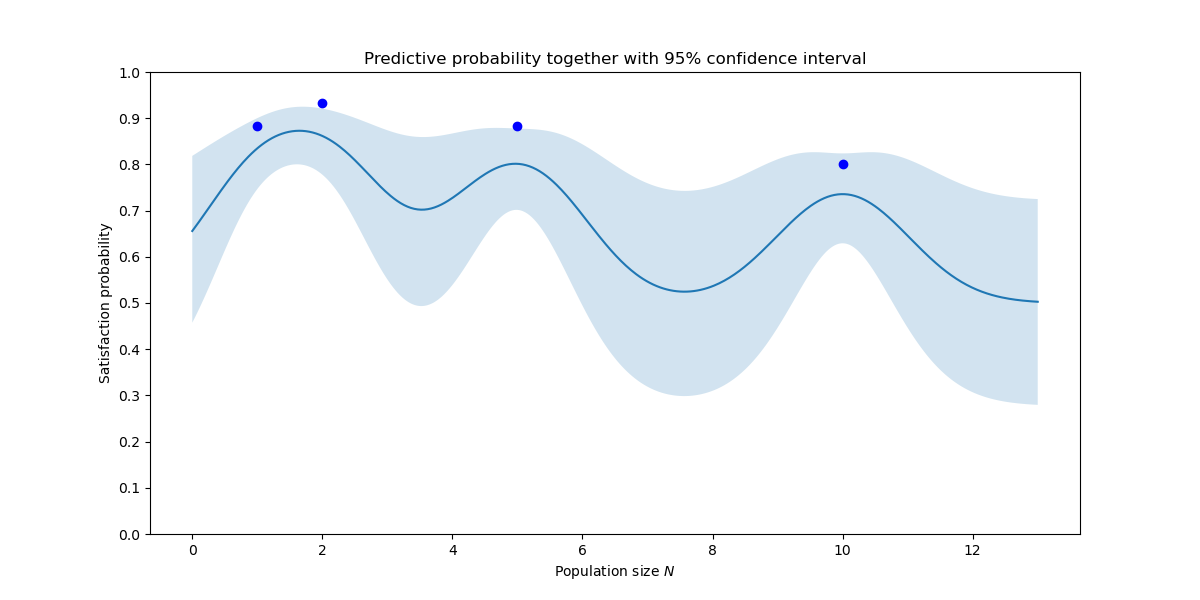 Predictive probability together with 95% confidence interval
1.0
0.9
0.8
0.7
0.6
0.5
0.4
0.3
0.2
0.1
0.0
Satisfaction probability
0 2 4 6 8 10 12
Population size N